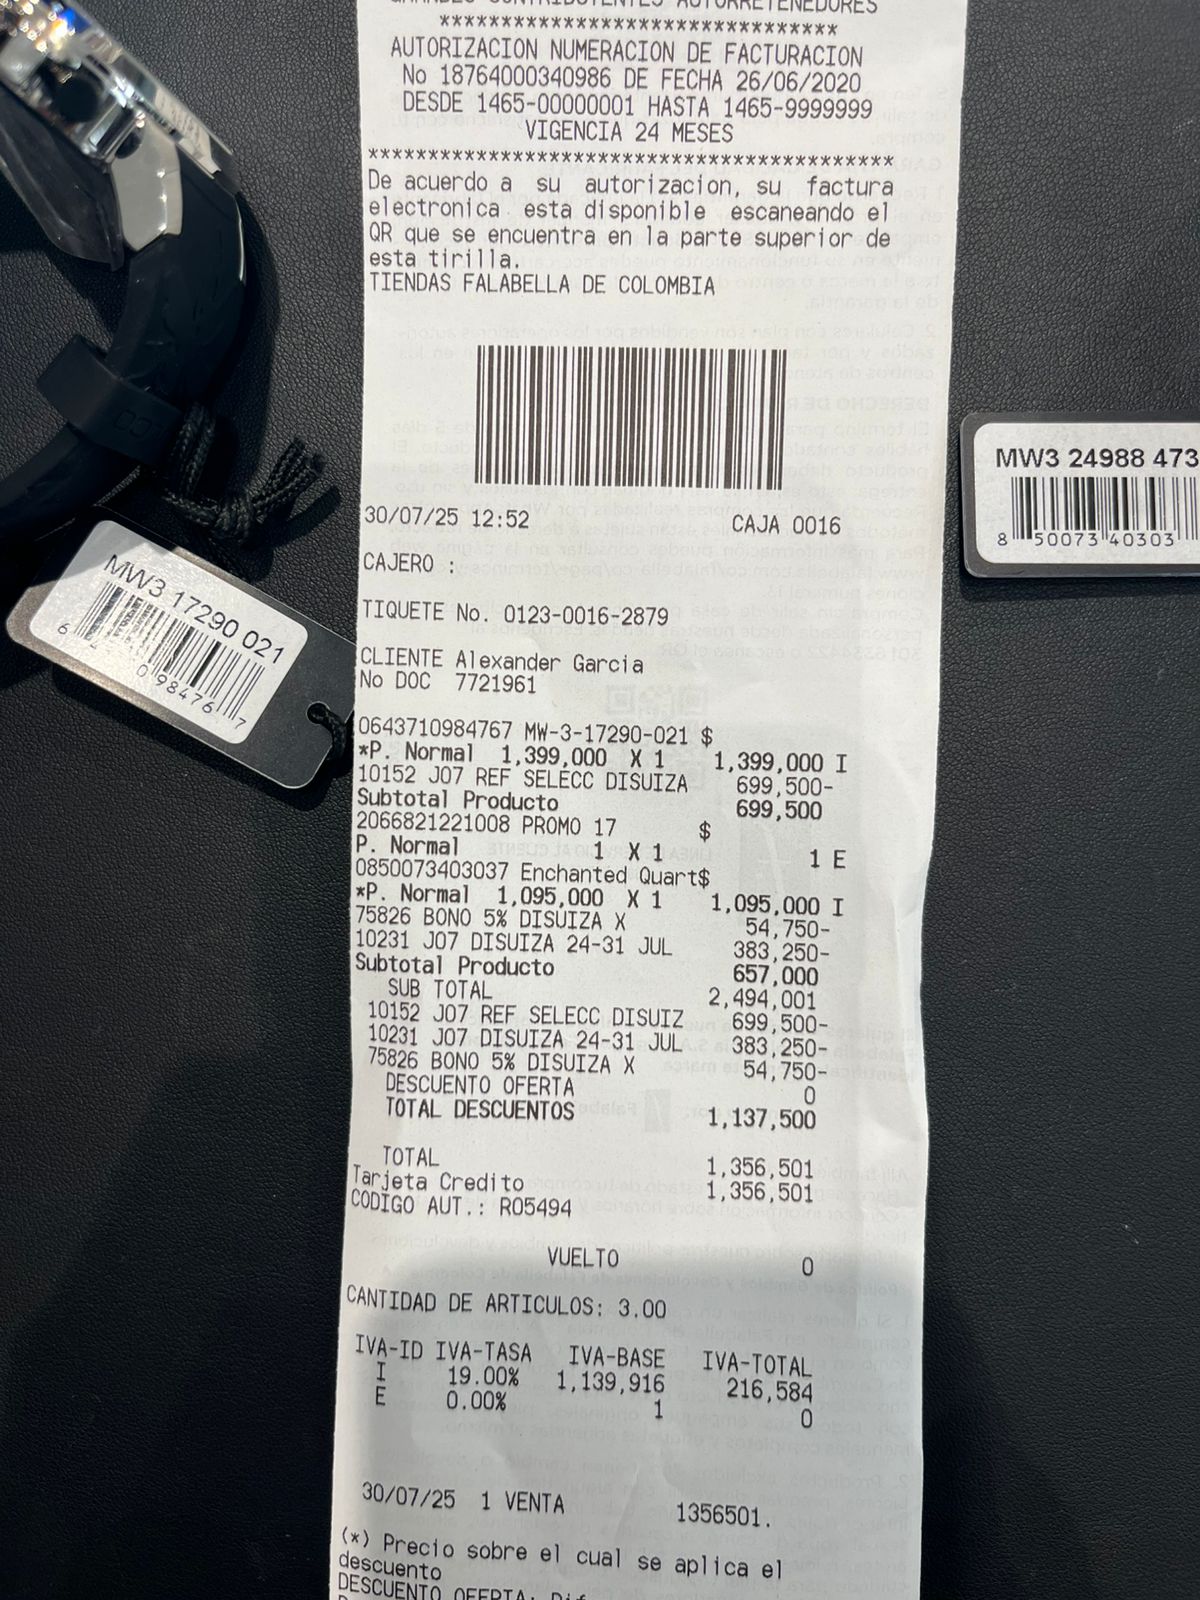 GRANDES CONTRIBUYENTES AUTORRETENEDORES
*********************************
AUTORIZACION NUMERACION DE FACTURACION
No 18764000340986 DE FECHA 26/06/2020
DESDE 1465-00000001 HASTA 1465-9999999
VIGENCIA 24 MESES
********************************************
De acuerdo a su autorizacion, su factura
electronica esta disponible escaneando el
QR que se encuentra en la parte superior de
esta tirilla.
TIENDAS FALABELLA DE COLOMBIA
30/07/25 12:52 CAJA 0016
CAJERO :
TIQUETE No. 0123-0016-2879
CLIENTE Alexander Garcia
No DOC 7721961
0643710984767 MW-3-17290-021 $
*P. Normal 1,399,000 X 1 1,399,000 I
10152 J07 REF SELECC DISUIZA 699,500-
Subtotal Producto 699,500
2066821221008 PROMO 17 $
P. Normal 1 X 1 1 E
0850073403037 Enchanted Quart$
*P. Normal 1,095,000 X 1 1,095,000 I
75826 BONO 5% DISUIZA X 54,750-
10231 J07 DISUIZA 24-31 JUL 383,250-
Subtotal Producto 657,000
SUB TOTAL 2,494,001
10152 J07 REF SELECC DISUIZ 699,500-
10231 J07 DISUIZA 24-31 JUL 383,250-
75826 BONO 5% DISUIZA X 54,750-
DESCUENTO OFERTA 0
TOTAL DESCUENTOS 1,137,500
TOTAL 1,356,501
Tarjeta Credito 1,356,501
CODIGO AUT.: R05494
VUELTO 0
CANTIDAD DE ARTICULOS: 3.00
IVA-ID IVA-TASA IVA-BASE IVA-TOTAL
I 19.00% 1,139,916 216,584
E 0.00% 1 0
30/07/25 1 VENTA 1356501.
(*) Precio sobre el cual se aplica el
descuento
DESCUENTO OFERTA:
MW3 17290 021
MW3 24988 473
8 50073 40303